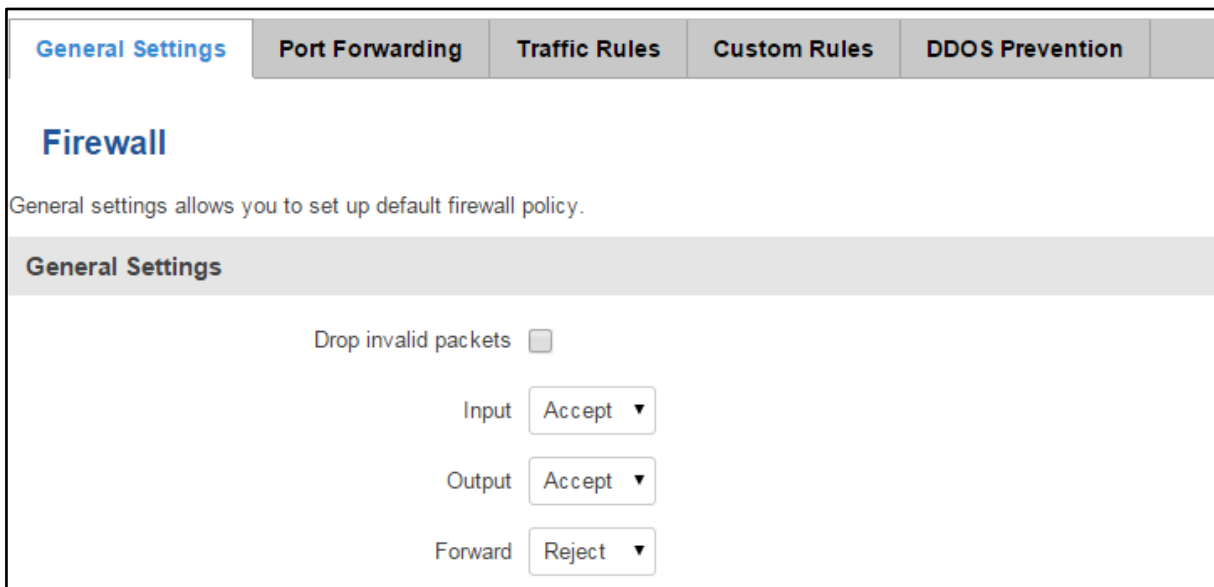 General Settings Port Forwarding Traffic Rules Custom Rules DDOS Prevention
Firewall
General settings allows you to set up default firewall policy.
General Settings
Drop invalid packets
Input Accept
Output Accept
Forward Reject